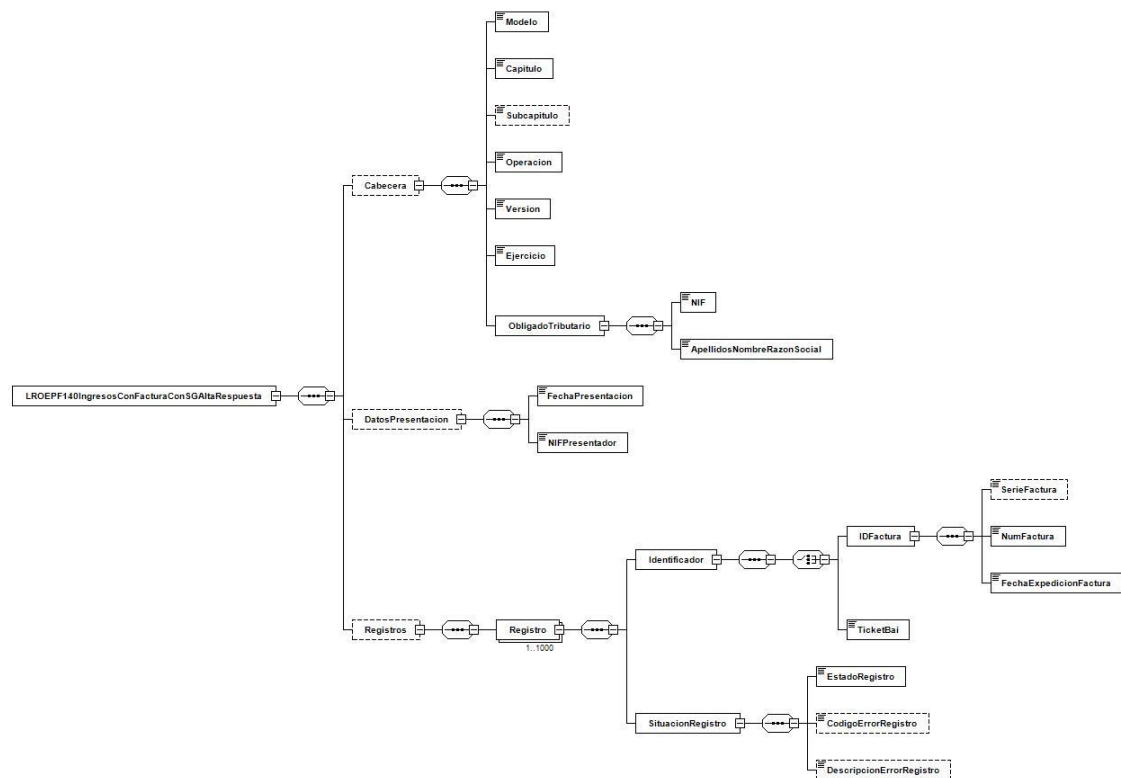 Modelo
Capitulo
Subcapitulo
Operacion
Cabecera
Version
Ejercicio
NIF
ObligadoTributario
ApellidosNombreRazonSocial
LROEPF140IngresosConFacturaConSGAltaRespuesta
FechaPresentacion
DatosPresentacion
NIFPresentador
SerieFactura
IDFactura
NumFactura
Identificador
FechaExpedicionFactura
Registros
Registro
1..1000
TicketBai
EstadoRegistro
SituacionRegistro
CodigoErrorRegistro
DescripcionErrorRegistro